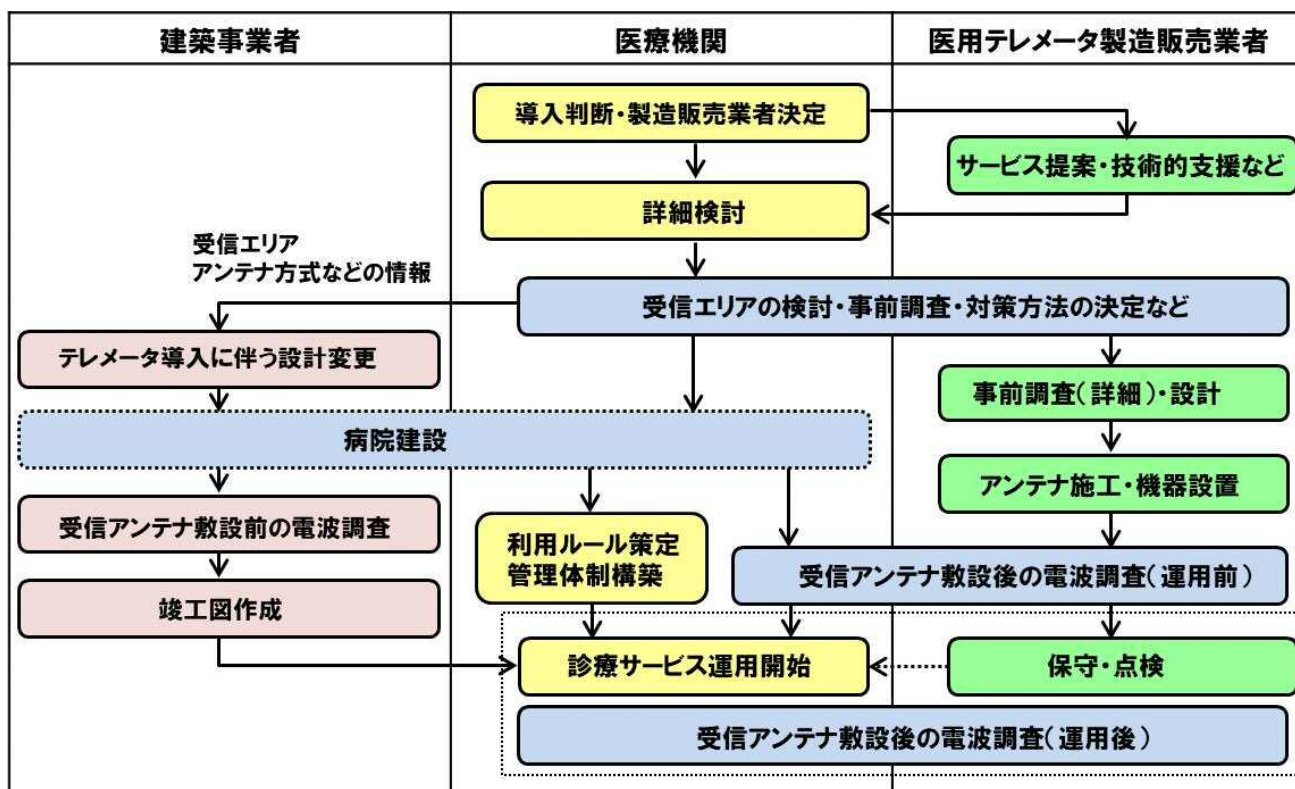 建築事業者
医療機関
医用テレメータ製造販売業者
導入判断・製造販売業者決定
サービス提案・技術的支援など
詳細検討
受信エリア
アンテナ方式などの情報
受信エリアの検討・事前調査・対策方法の決定など
テレメータ導入に伴う設計変更
事前調査(詳細)・設計
病院建設
アンテナ施工・機器設置
受信アンテナ敷設前の電波調査
利用ルール策定
管理体制構築
受信アンテナ敷設後の電波調査(運用前)
竣工図作成
診療サービス運用開始
保守・点検
受信アンテナ敷設後の電波調査(運用後)